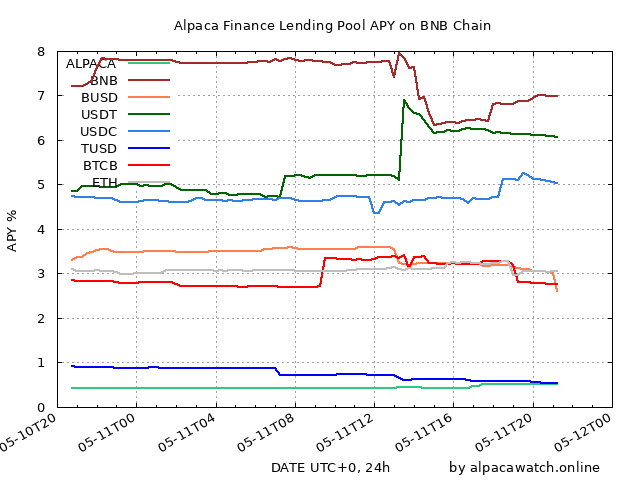 Alpaca Finance Lending Pool APY on BNB Chain
8
7
6
5
4
3
2
1
0
APY %
ALPACA
BNB
BUSD
USDT
USDC
TUSD
BTCB
ETH
05-10T20
05-11T00
05-11T04
05-11T08
05-11T12
05-11T16
05-11T20
05-12T00
DATE UTC+0, 24h
by alpacawatch.online